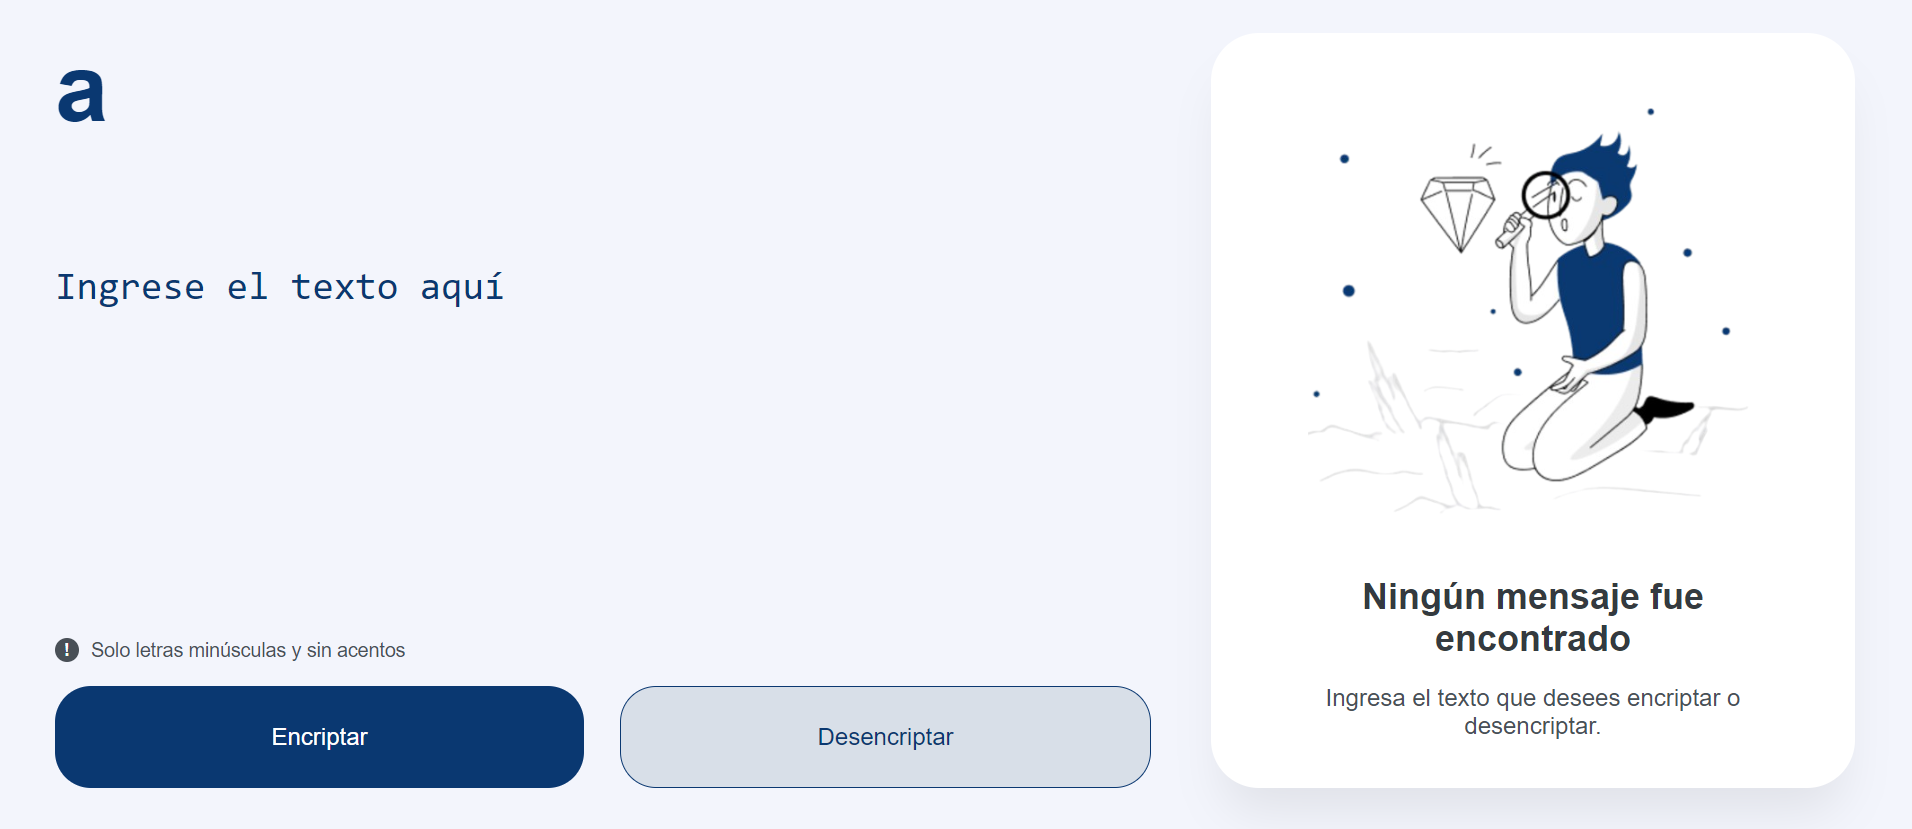 a
Ingrese el texto aquí
! Solo letras minúsculas y sin acentos
Encriptar
Desencriptar
Ningún mensaje fue
encontrado
Ingresa el texto que desees encriptar o
desencriptar.